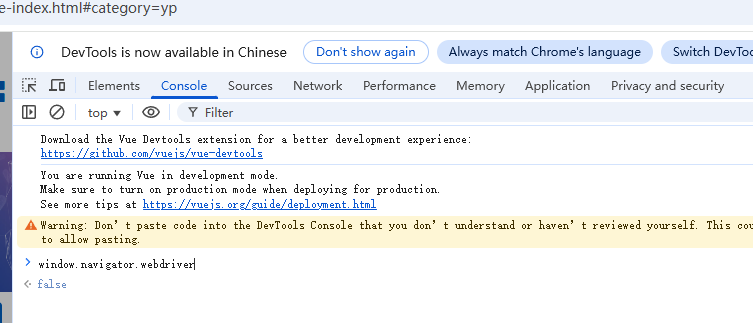 e-index.html#category=yp
DevTools is now available in Chinese
Don't show again
Always match Chrome's language
Switch DevToo
Elements
Console
Sources
Network
Performance
Memory
Application
Privacy and security
top
Filter
Download the Vue Devtools extension for a better development experience:
https://github.com/vuejs/vue-devtools
You are running Vue in development mode.
Make sure to turn on production mode when deploying for production.
See more tips at https://vuejs.org/guide/deployment.html
Warning: Don't paste code into the DevTools Console that you don't understand or haven't reviewed yourself. This cou
to allow pasting.
window.navigator.webdriver
false